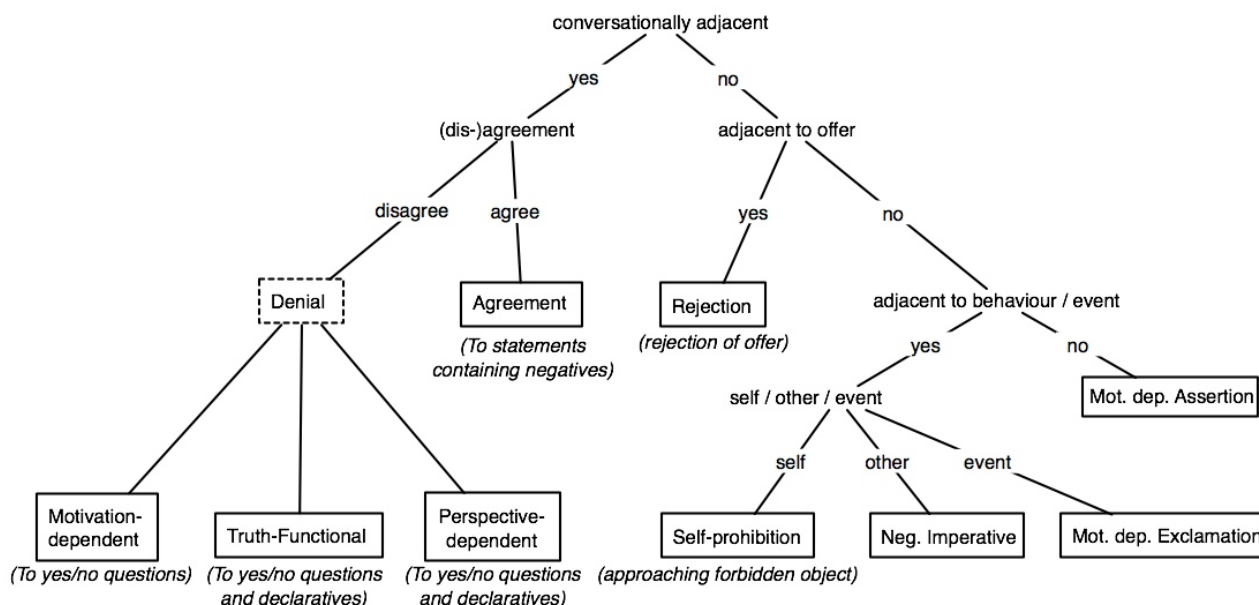 conversationally adjacent
yes
no
(dis-)agreement
adjacent to offer
disagree
agree
yes
no
Denial
Agreement
(To statements
containing negatives)
Rejection
(rejection of offer)
adjacent to behaviour / event
yes
no
self / other / event
Mot. dep. Assertion
self
other
event
Motivation-
dependent
(To yes/no questions)
Truth-Functional
(To yes/no questions
and declaratives)
Perspective-
dependent
(To yes/no questions
and declaratives)
Self-prohibition
(approaching forbidden object)
Neg. Imperative
Mot. dep. Exclamation